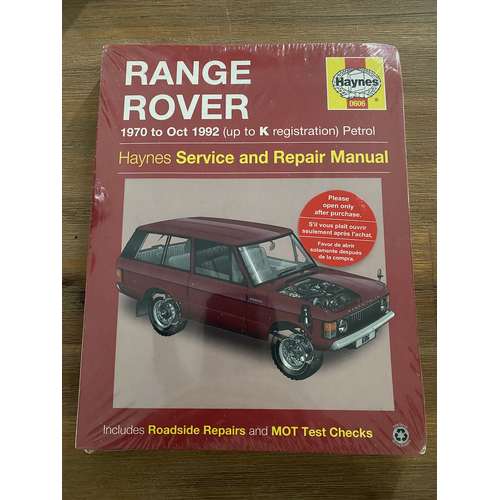 RANGE
ROVER
Haynes
0606
1970 to Oct 1992 (up to K registration) Petrol
Haynes Service and Repair Manual
Please
open only
after purchase.
S'il vous plaît ouvrir
seulement après l'achat.
Favor de abrir
solamente después
de la compra.
Includes Roadside Repairs and MOT Test Checks